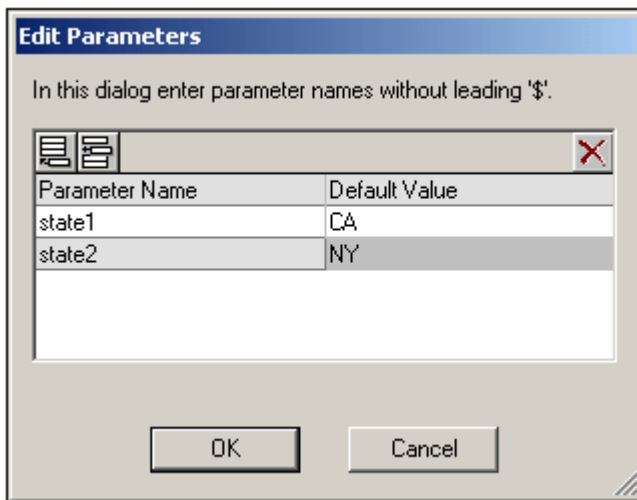 Edit Parameters
In this dialog enter parameter names without leading '$'.
Parameter Name Default Value
state1 CA
state2 NY
OK Cancel